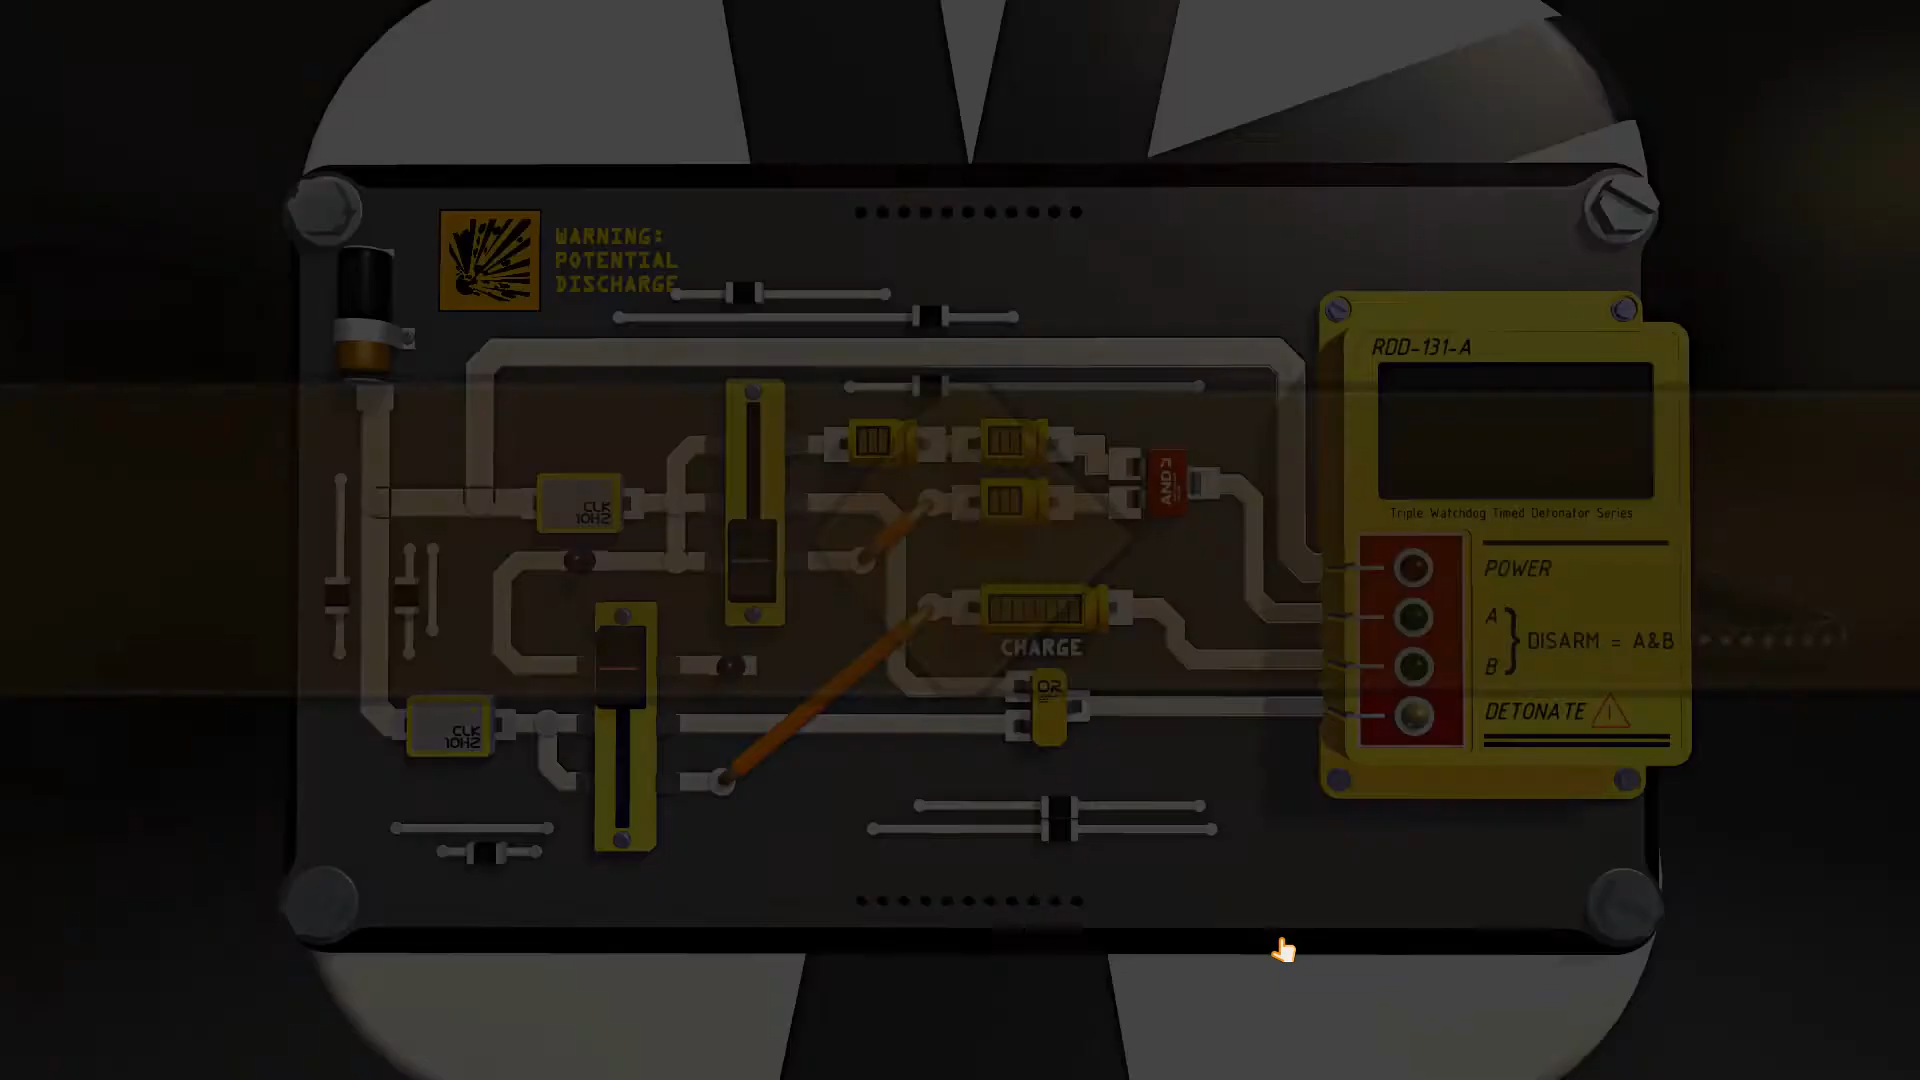 WARNING:
POTENTIAL
DISCHARGE
RDD-131-A
Triple Watchdog Timed Detonator Series
CLK
10HZ
AND
POWER
A
DISARM = A&B
B
CHARGE
OR
DETONATE
CLK
10HZ